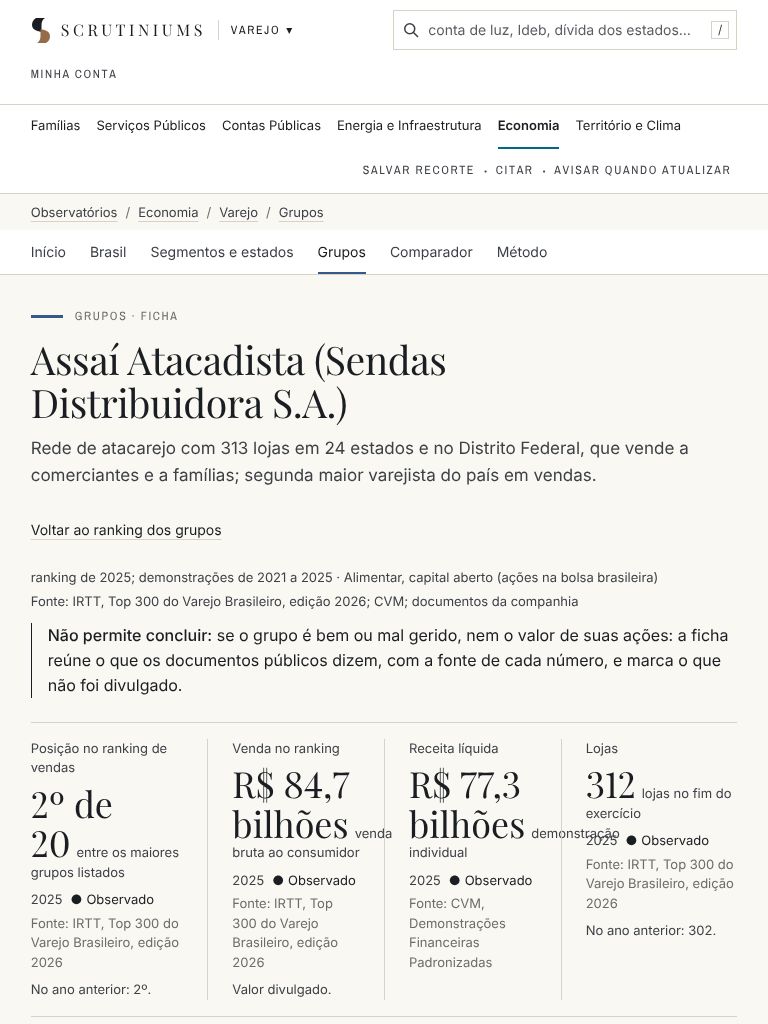 SCRUTINIUMS
VAREJO ▼
conta de luz, Ideb, dívida dos estados...
/
MINHA CONTA
Famílias Serviços Públicos Contas Públicas Energia e Infraestrutura Economia Território e Clima
SALVAR RECORTE • CITAR • AVISAR QUANDO ATUALIZAR
Observatórios / Economia / Varejo / Grupos
Início Brasil Segmentos e estados Grupos Comparador Método
GRUPOS · FICHA
Assaí Atacadista (Sendas
Distribuidora S.A.)
Rede de atacarejo com 313 lojas em 24 estados e no Distrito Federal, que vende a
comerciantes e a famílias; segunda maior varejista do país em vendas.
Voltar ao ranking dos grupos
ranking de 2025; demonstrações de 2021 a 2025 · Alimentar, capital aberto (ações na bolsa brasileira)
Fonte: IRTT, Top 300 do Varejo Brasileiro, edição 2026; CVM; documentos da companhia
Não permite concluir: se o grupo é bem ou mal gerido, nem o valor de suas ações: a ficha
reúne o que os documentos públicos dizem, com a fonte de cada número, e marca o que
não foi divulgado.
Posição no ranking de
vendas
2º de
20 entre os maiores
grupos listados
2025 ● Observado
Fonte: IRTT, Top 300 do
Varejo Brasileiro, edição
2026
No ano anterior: 2º.
Venda no ranking
R$ 84,7
bilhões venda
bruta ao consumidor
2025 ● Observado
Fonte: IRTT, Top
300 do Varejo
Brasileiro, edição
2026
Valor divulgado.
Receita líquida
R$ 77,3
bilhões demonstração
individual
2025 ● Observado
Fonte: CVM,
Demonstrações
Financeiras
Padronizadas
Lojas
312 lojas no fim do
exercício
2025 ● Observado
Fonte: IRTT, Top 300 do
Varejo Brasileiro, edição
2026
No ano anterior: 302.